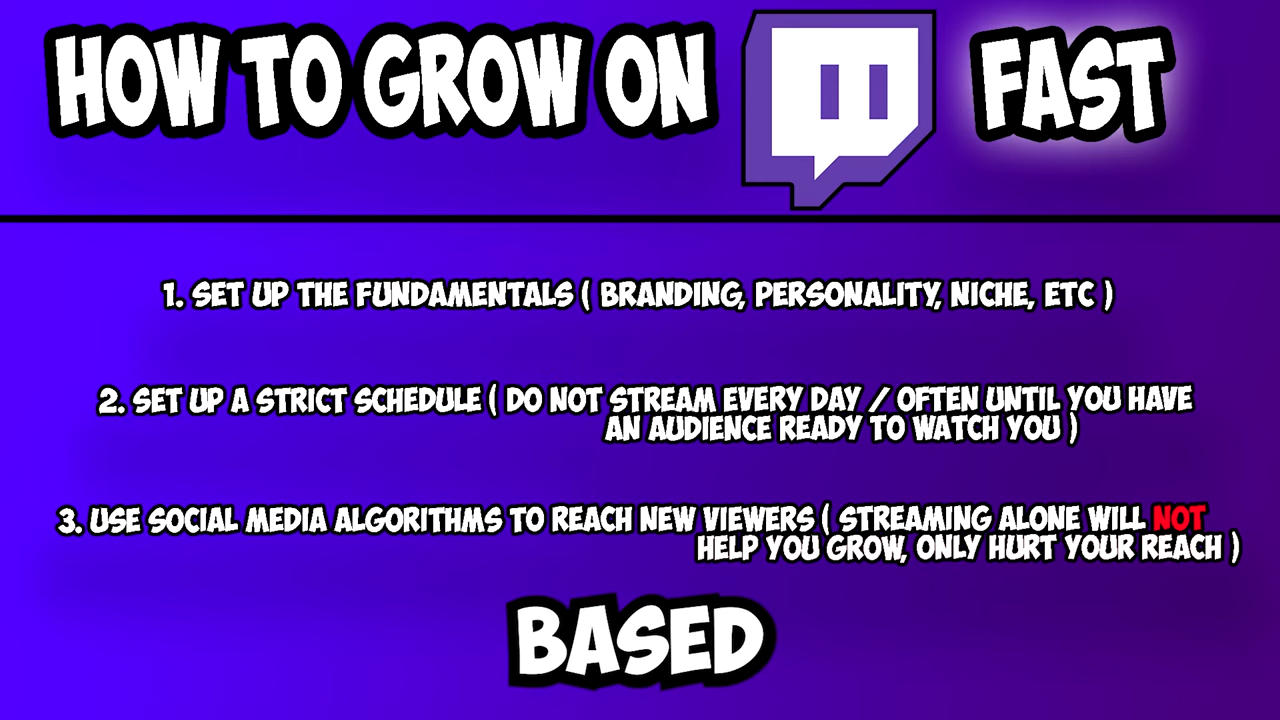 HOW TO GROW ON FAST
1. SET UP THE FUNDAMENTALS ( BRANDING, PERSONALITY, NICHE, ETC )
2. SET UP A STRICT SCHEDULE ( DO NOT STREAM EVERY DAY / OFTEN UNTIL YOU HAVE
AN AUDIENCE READY TO WATCH YOU )
3. USE SOCIAL MEDIA ALGORITHMS TO REACH NEW VIEWERS ( STREAMING ALONE WILL NOT
HELP YOU GROW, ONLY HURT YOUR REACH )
BASED